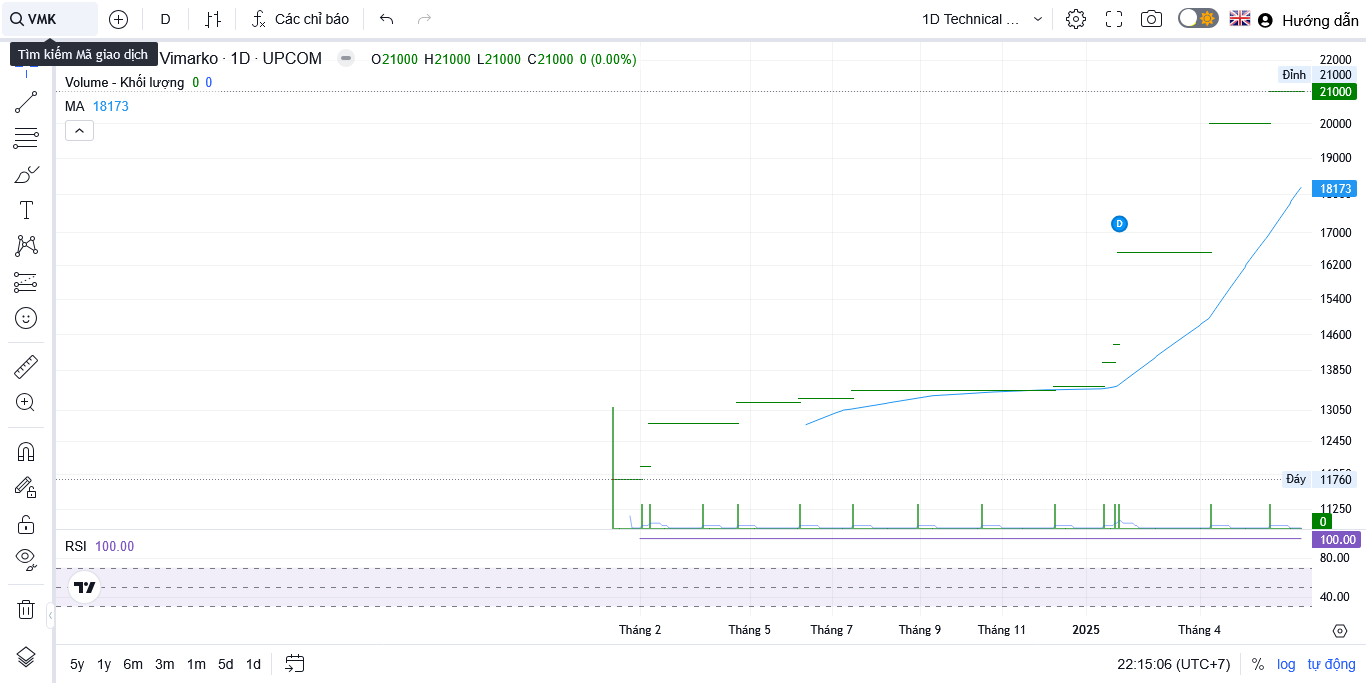 VMK D Các chỉ báo 1D Technical ... Hướng dẫn
Tìm kiếm Mã giao dịch
Vimarko · 1D · UPCOM O21000 H21000 L21000 C21000 0 (0.00%)
Volume - Khối lượng 0 0
MA 18173
22000
Đỉnh 21000
21000
20000
19000
18173
D
17000
16200
15400
14600
13850
13050
12450
Đáy 11760
11250
0
RSI 100.00
100.00
80.00
40.00
Tháng 2 Tháng 5 Tháng 7 Tháng 9 Tháng 11 2025 Tháng 4
5y 1y 6m 3m 1m 5d 1d 22:15:06 (UTC+7) % log tự động